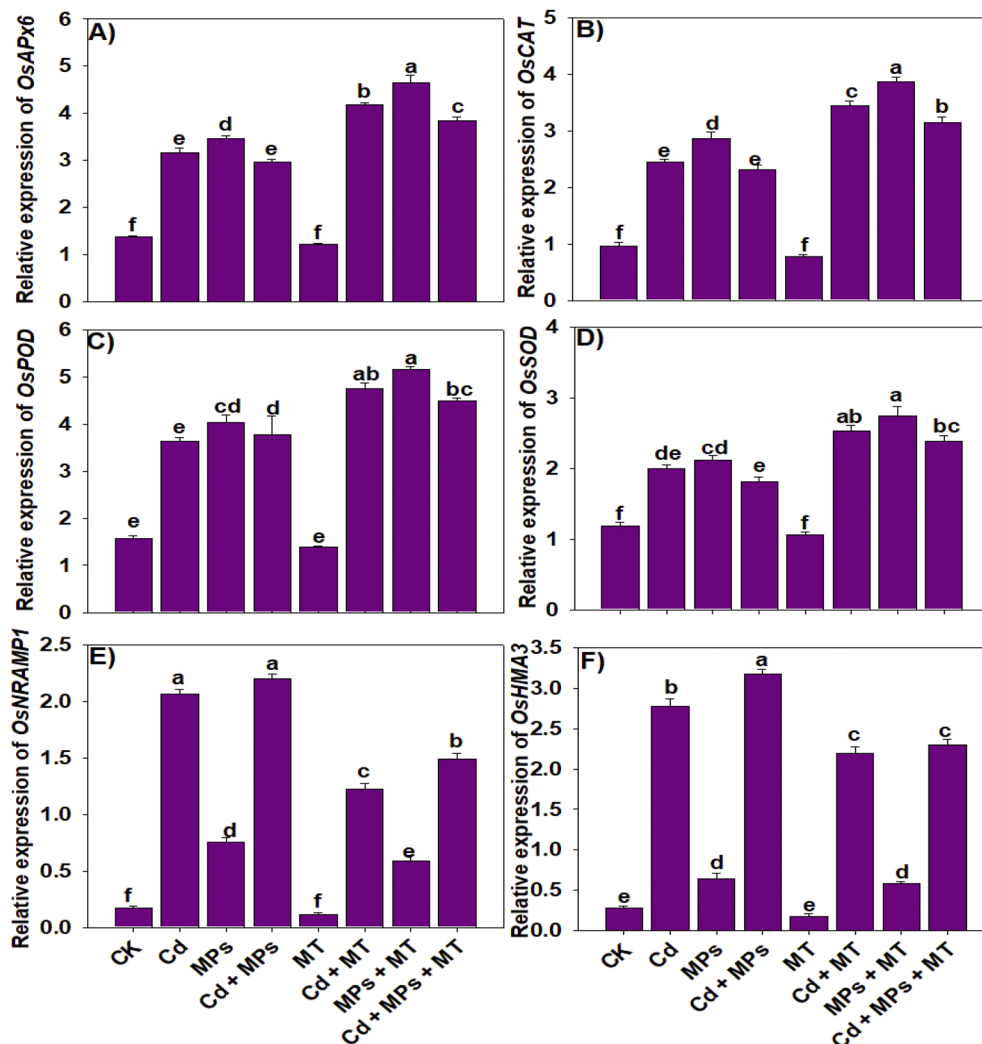 A)
Relative expression of OsAPx6
6
5
4
3
2
1
0
f
e
d
e
f
b
a
c
B)
Relative expression of OsCAT
5
4
3
2
1
0
f
e
d
e
f
c
a
b
C)
Relative expression of OsPOD
6
5
4
3
2
1
0
e
e
cd
d
e
ab
a
bc
D)
Relative expression of OsSOD
4
3
2
1
0
f
de
cd
e
f
ab
a
bc
E)
Relative expression of OsNRAMP1
2.5
2.0
1.5
1.0
0.5
0.0
f
a
d
a
f
c
e
b
CK
Cd
MPs
Cd + MPs
MT
Cd + MT
MPs + MT
Cd + MPs + MT
F)
Relative expression of OsHMA3
3.5
3.0
2.5
2.0
1.5
1.0
0.5
0.0
e
b
d
a
e
c
d
c
CK
Cd
MPs
Cd + MPs
MT
Cd + MT
MPs + MT
Cd + MPs + MT